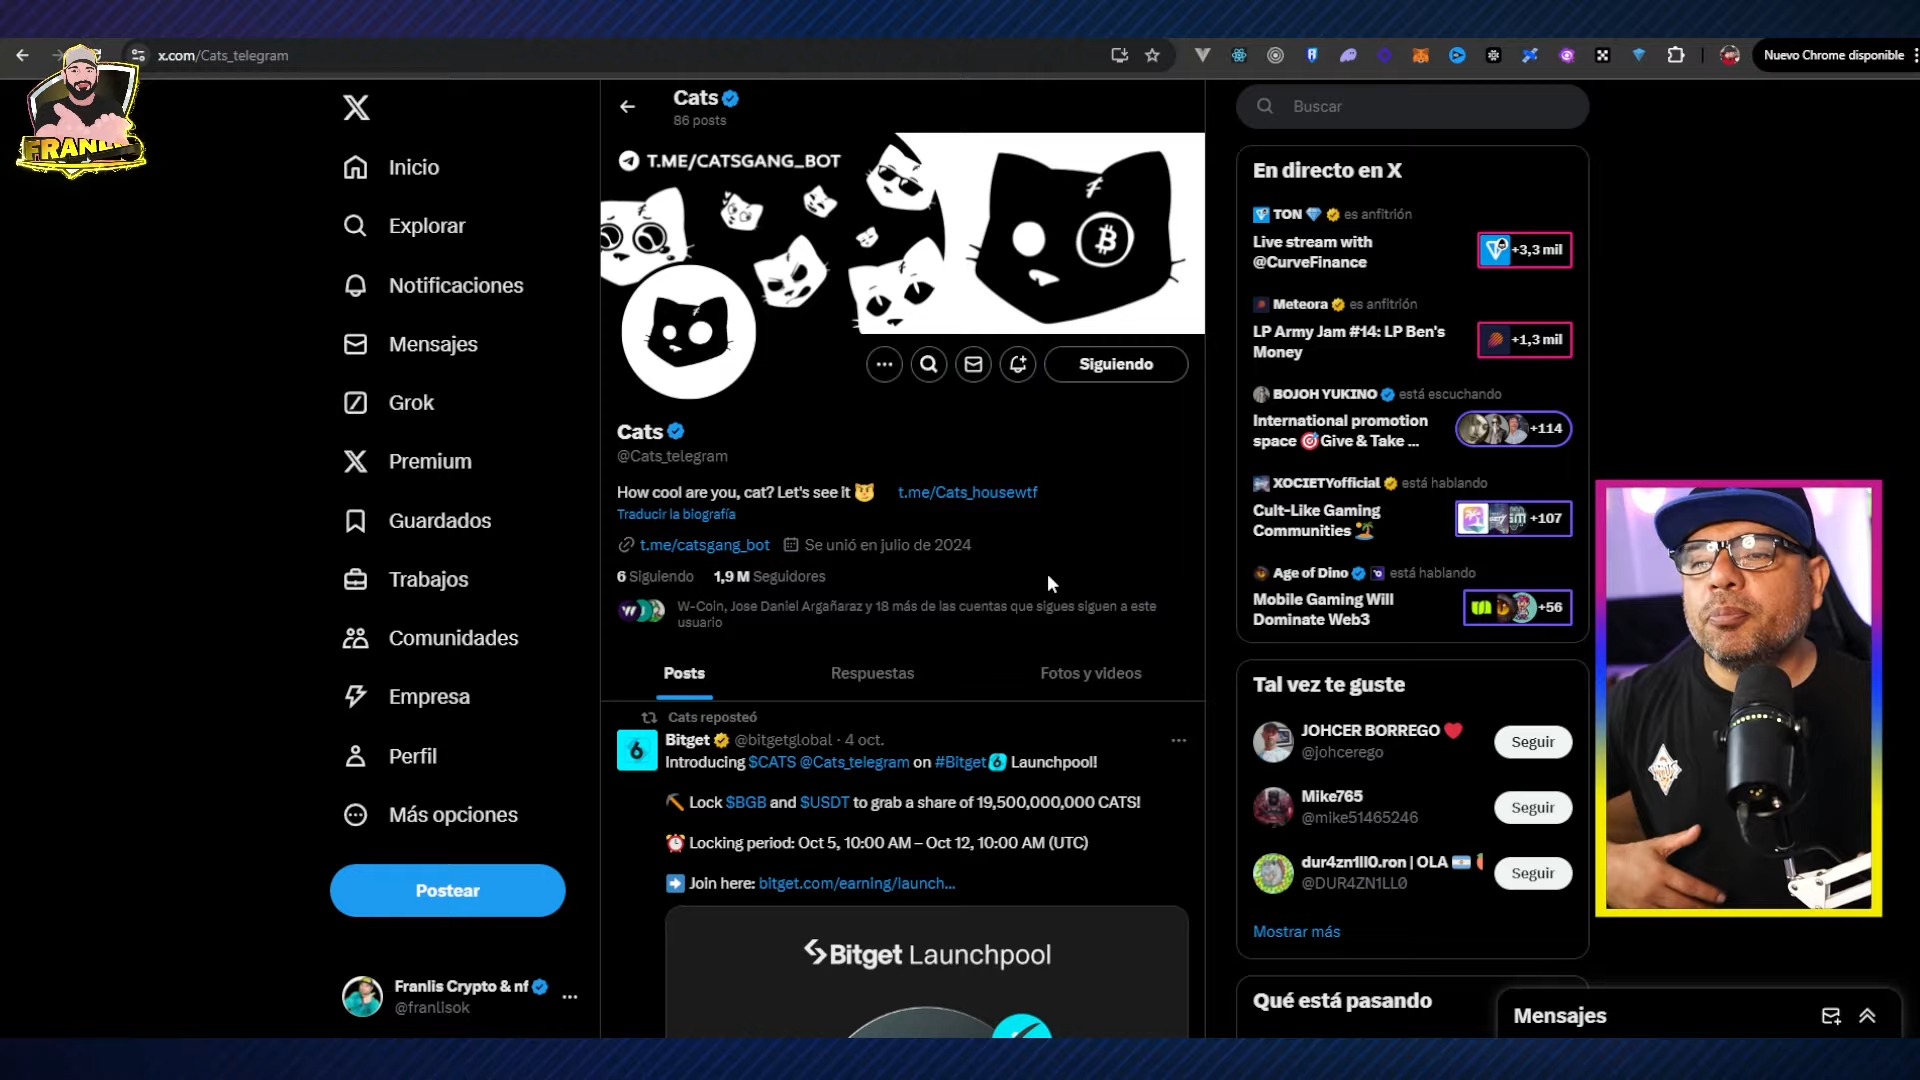 x.com/Cats_telegram
Nuevo Chrome disponible
Inicio
Explorar
Notificaciones
Mensajes
Grok
Premium
Guardados
Trabajos
Comunidades
Empresa
Perfil
Más opciones
Postear
Franlis Crypto & nf
@franlisok
Cats
86 posts
T.ME/CATSGANG_BOT
Siguiendo
Cats
@Cats_telegram
How cool are you, cat? Let's see it 😼 t.me/Cats_housewtf
Traducir la biografía
t.me/catsgang_bot Se unió en julio de 2024
6 Siguiendo 1,9 M Seguidores
W-Coin, Jose Daniel Argañaraz y 18 más de las cuentas que sigues siguen a este
usuario
Posts Respuestas Fotos y videos
Cats reposteó
Bitget @bitgetglobal · 4 oct.
Introducing $CATS @Cats_telegram on #Bitget Launchpool!
⛏️ Lock $BGB and $USDT to grab a share of 19,500,000,000 CATS!
⏰ Locking period: Oct 5, 10:00 AM – Oct 12, 10:00 AM (UTC)
➡️ Join here: bitget.com/earning/launch...
Bitget Launchpool
Buscar
En directo en X
TON 💎 es anfitrión
Live stream with
@CurveFinance
+3,3 mil
Meteora es anfitrión
LP Army Jam #14: LP Ben's
Money
+1,3 mil
BOJOH YUKINO está escuchando
International promotion
space 🎯Give & Take ...
+114
XOCIETYofficial está hablando
Cult-Like Gaming
Communities 🏝️
+107
Age of Dino está hablando
Mobile Gaming Will
Dominate Web3
+56
Tal vez te guste
JOHCER BORREGO ❤️
@johcerego
Seguir
Mike765
@mike51465246
Seguir
dur4zn1ll0.ron | OLA 🇦🇷
@DUR4ZN1LL0
Seguir
Mostrar más
Qué está pasando
Mensajes